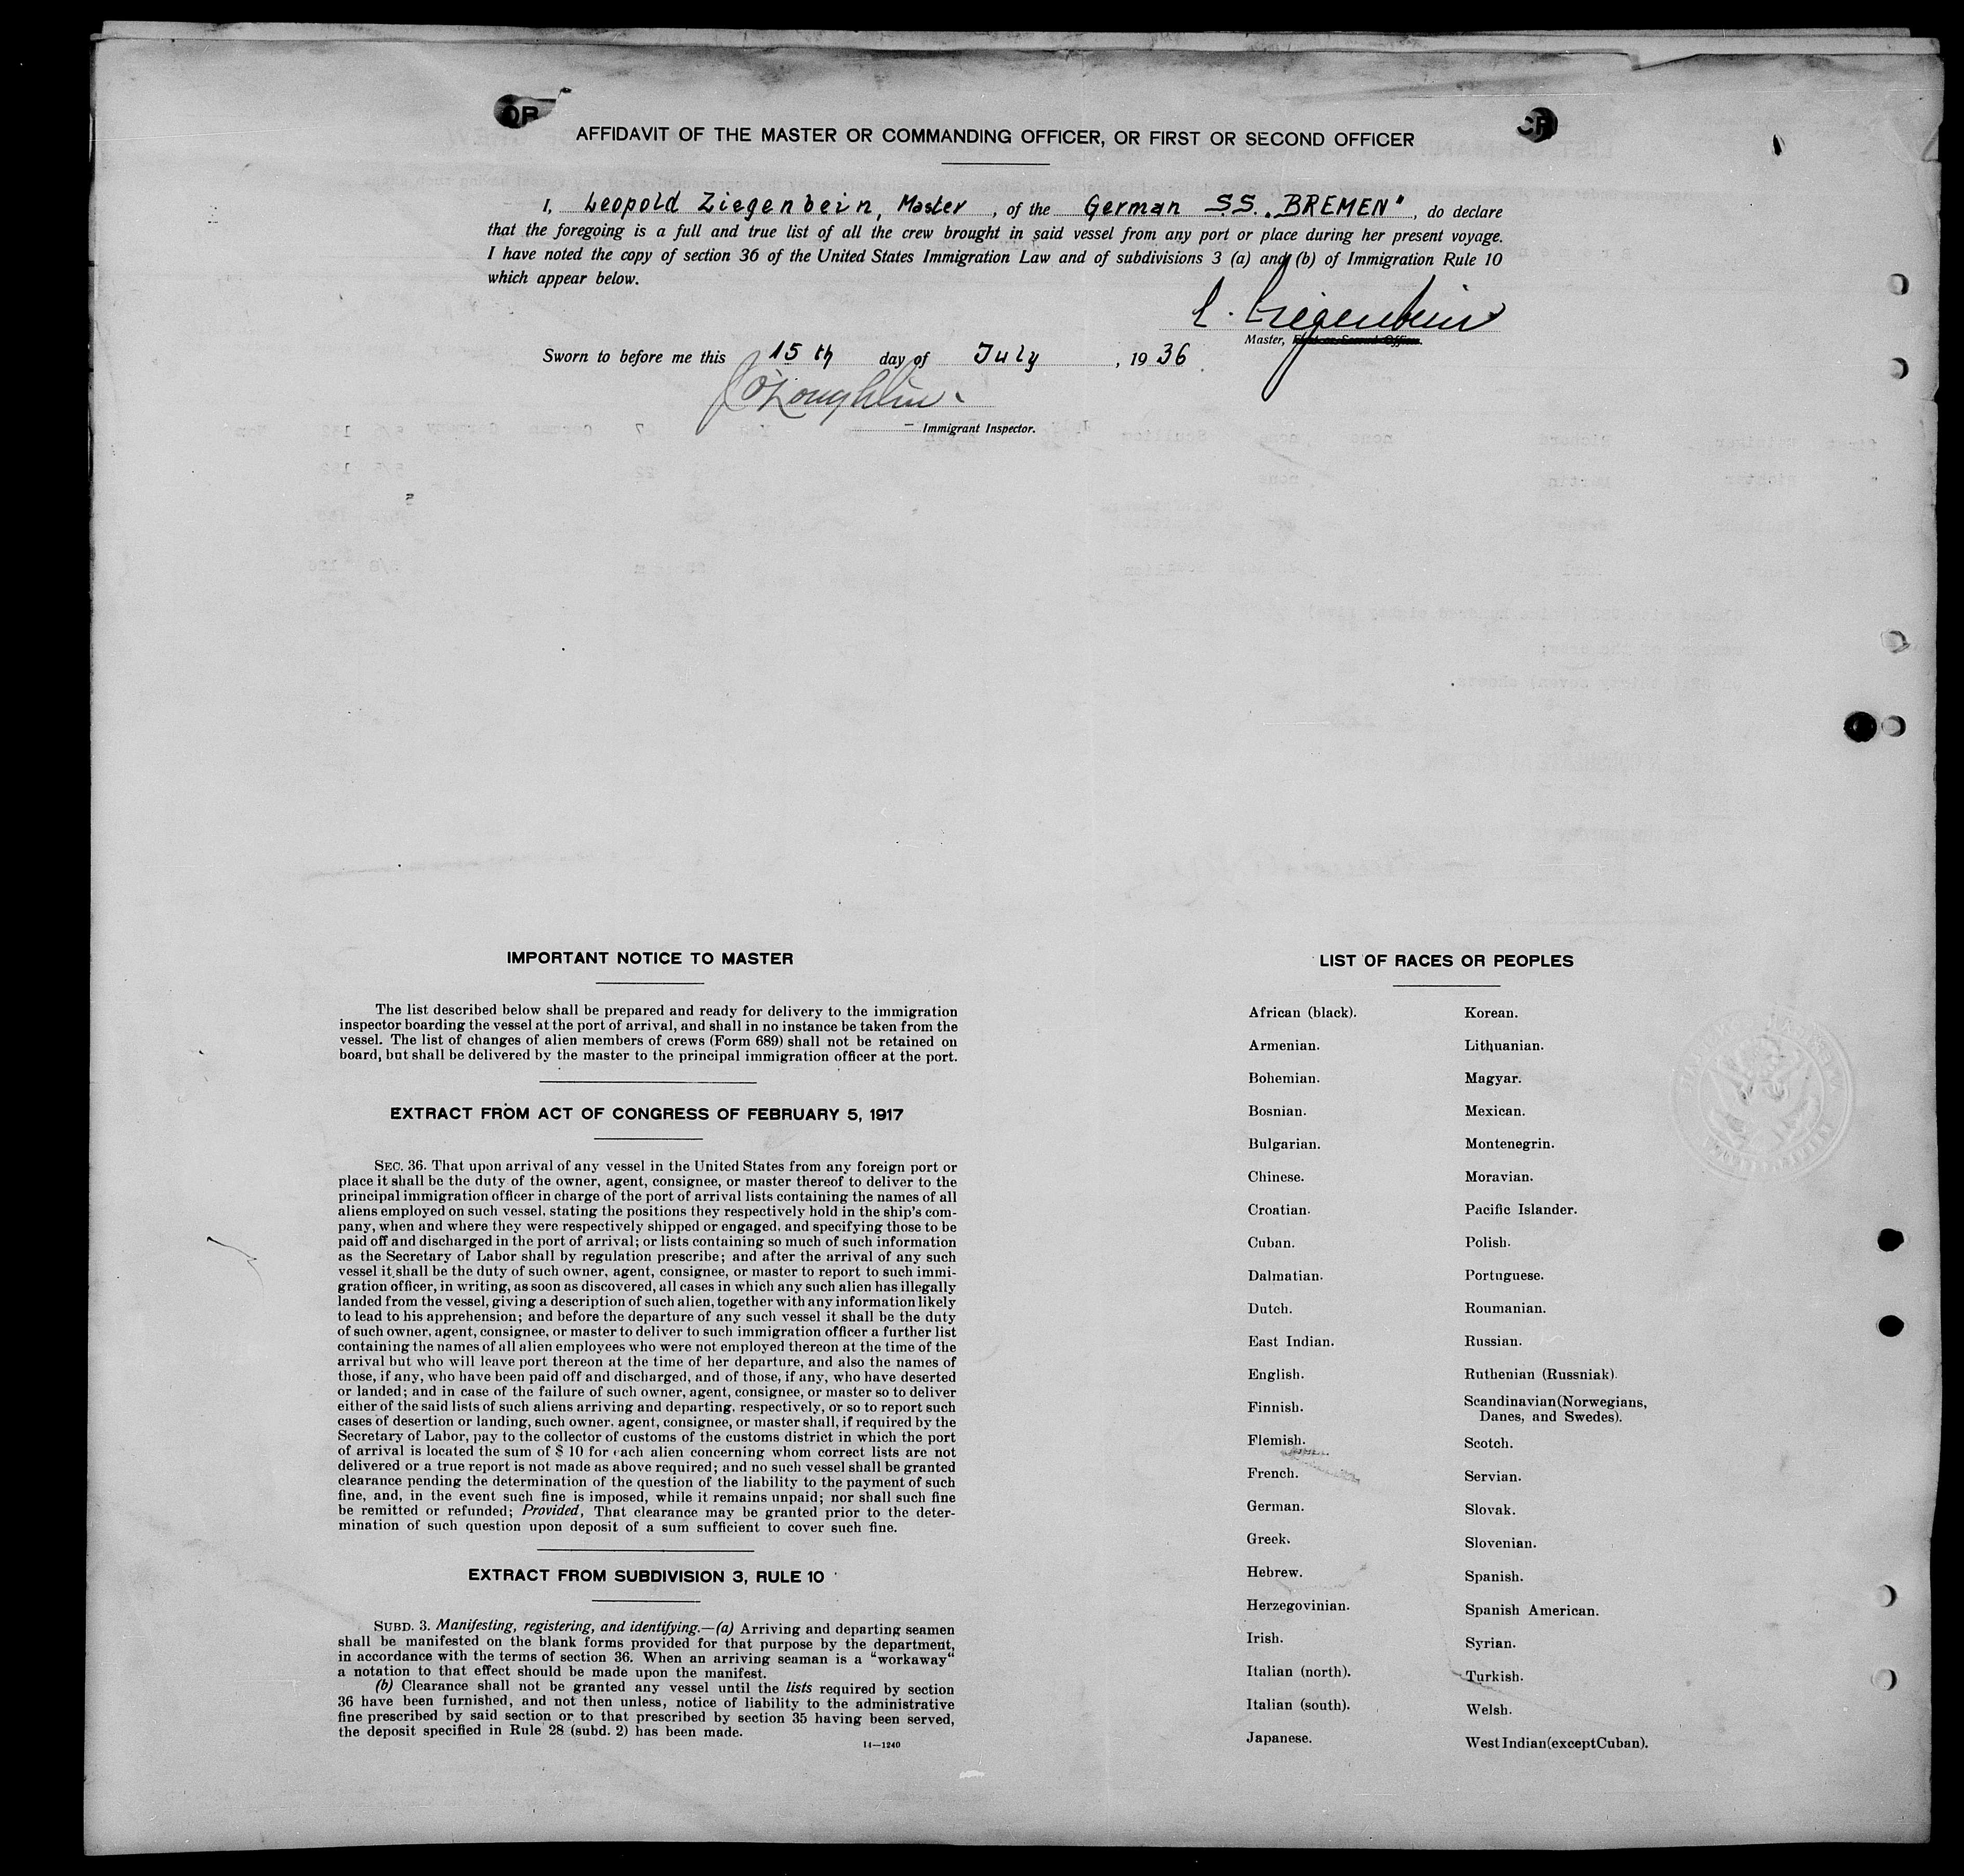 AFFIDAVIT OF THE MASTER OR COMMANDING OFFICER, OR FIRST OR SECOND OFFICER
I, Leopold Ziegenbein, Master, of the German S.S. „BREMEN", do declare
that the foregoing is a full and true list of all the crew brought in said vessel from any port or place during her present voyage.
I have noted the copy of section 36 of the United States Immigration Law and of subdivisions 3 (a) and (b) of Immigration Rule 10
which appear below.
L. Ziegenbein
Master, First or Second Officer.
Sworn to before me this 15th day of July, 1936
O'Loughlin.
Immigrant Inspector.
IMPORTANT NOTICE TO MASTER
The list described below shall be prepared and ready for delivery to the immigration
inspector boarding the vessel at the port of arrival, and shall in no instance be taken from the
vessel. The list of changes of alien members of crews (Form 689) shall not be retained on
board, but shall be delivered by the master to the principal immigration officer at the port.
EXTRACT FROM ACT OF CONGRESS OF FEBRUARY 5, 1917
SEC. 36. That upon arrival of any vessel in the United States from any foreign port or
place it shall be the duty of the owner, agent, consignee, or master thereof to deliver to the
principal immigration officer in charge of the port of arrival lists containing the names of all
aliens employed on such vessel, stating the positions they respectively hold in the ship's com-
pany, when and where they were respectively shipped or engaged, and specifying those to be
paid off and discharged in the port of arrival; or lists containing so much of such information
as the Secretary of Labor shall by regulation prescribe; and after the arrival of any such
vessel it shall be the duty of such owner, agent, consignee, or master to report to such immi-
gration officer, in writing, as soon as discovered, all cases in which any such alien has illegally
landed from the vessel, giving a description of such alien, together with any information likely
to lead to his apprehension; and before the departure of any such vessel it shall be the duty
of such owner, agent, consignee, or master to deliver to such immigration officer a further list
containing the names of all alien employees who were not employed thereon at the time of the
arrival but who will leave port thereon at the time of her departure, and also the names of
those, if any, who have been paid off and discharged, and of those, if any, who have deserted
or landed; and in case of the failure of such owner, agent, consignee, or master so to deliver
either of the said lists of such aliens arriving and departing, respectively, or so to report such
cases of desertion or landing, such owner, agent, consignee, or master shall, if required by the
Secretary of Labor, pay to the collector of customs of the customs district in which the port
of arrival is located the sum of $ 10 for each alien concerning whom correct lists are not
delivered or a true report is not made as above required; and no such vessel shall be granted
clearance pending the determination of the question of the liability to the payment of such
fine, and, in the event such fine is imposed, while it remains unpaid; nor shall such fine
be remitted or refunded; Provided, That clearance may be granted prior to the deter-
mination of such question upon deposit of a sum sufficient to cover such fine.
EXTRACT FROM SUBDIVISION 3, RULE 10
SUBD. 3. Manifesting, registering, and identifying.—(a) Arriving and departing seamen
shall be manifested on the blank forms provided for that purpose by the department,
in accordance with the terms of section 36. When an arriving seaman is a "workaway"
a notation to that effect should be made upon the manifest.
(b) Clearance shall not be granted any vessel until the lists required by section
36 have been furnished, and not then unless, notice of liability to the administrative
fine prescribed by said section or to that prescribed by section 35 having been served,
the deposit specified in Rule 28 (subd. 2) has been made.
14—1240
LIST OF RACES OR PEOPLES
African (black).
Armenian.
Bohemian.
Bosnian.
Bulgarian.
Chinese.
Croatian.
Cuban.
Dalmatian.
Dutch.
East Indian.
English.
Finnish.
Flemish.
French.
German.
Greek.
Hebrew.
Herzegovinian.
Irish.
Italian (north).
Italian (south).
Japanese.
Korean.
Lithuanian.
Magyar.
Mexican.
Montenegrin.
Moravian.
Pacific Islander.
Polish.
Portuguese.
Roumanian.
Russian.
Ruthenian (Russniak).
Scandinavian (Norwegians,
Danes, and Swedes).
Scotch.
Servian.
Slovak.
Slovenian.
Spanish.
Spanish American.
Syrian.
Turkish.
Welsh.
West Indian (except Cuban).